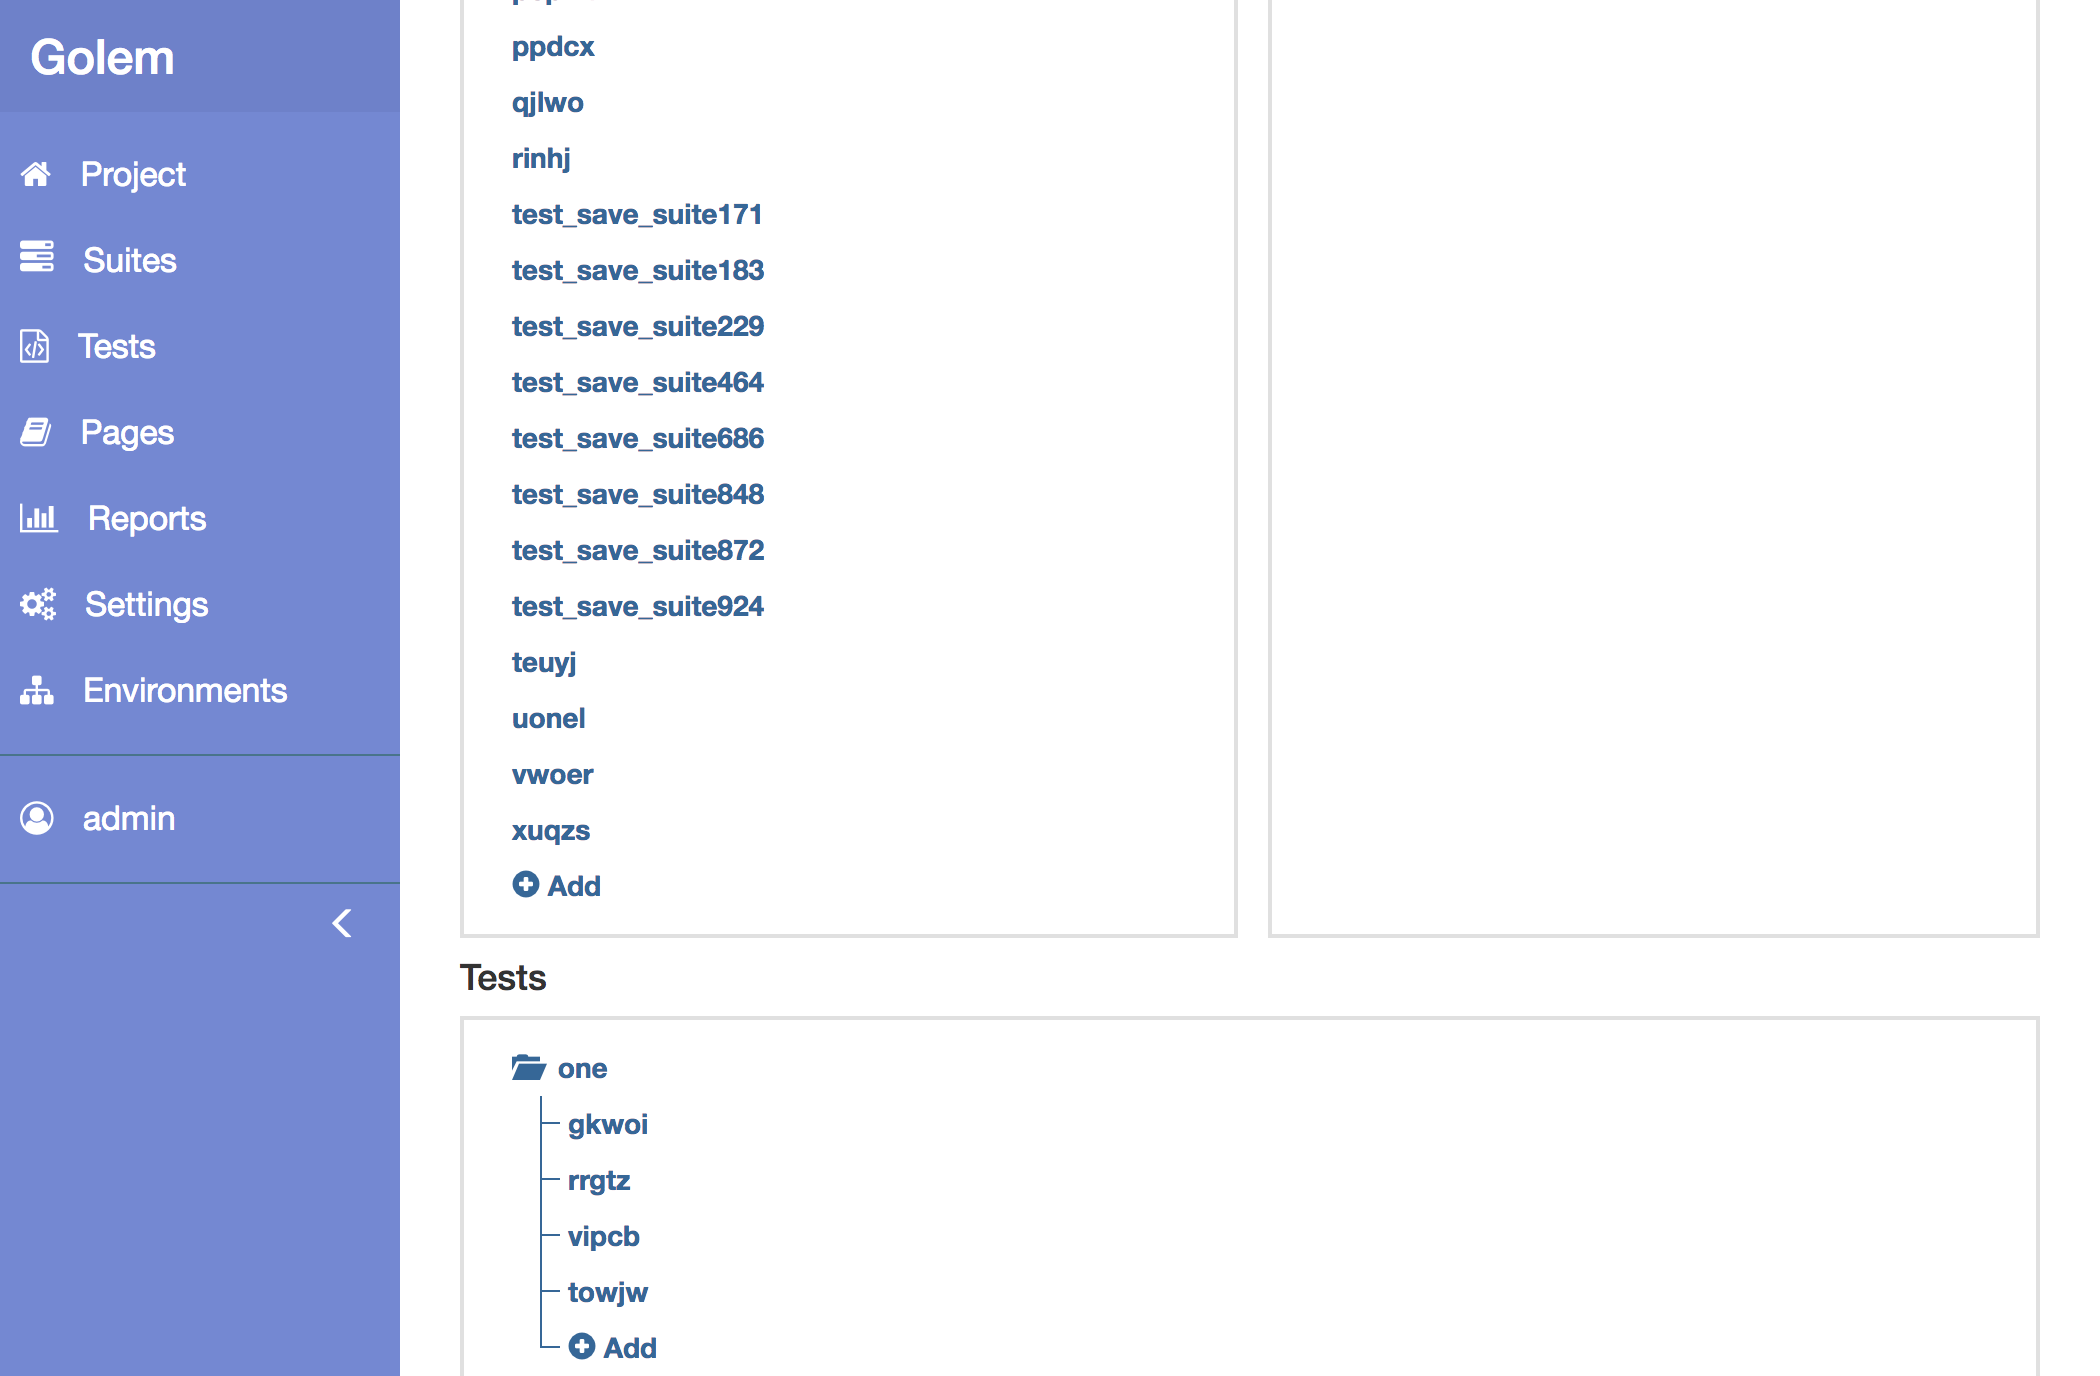 Golem
Project
Suites
Tests
Pages
Reports
Settings
Environments
admin
ppdcx
qjlwo
rinhj
test_save_suite171
test_save_suite183
test_save_suite229
test_save_suite464
test_save_suite686
test_save_suite848
test_save_suite872
test_save_suite924
teuyj
uonel
vwoer
xuqzs
Add
Tests
one
gkwoi
rrgtz
vipcb
towjw
Add